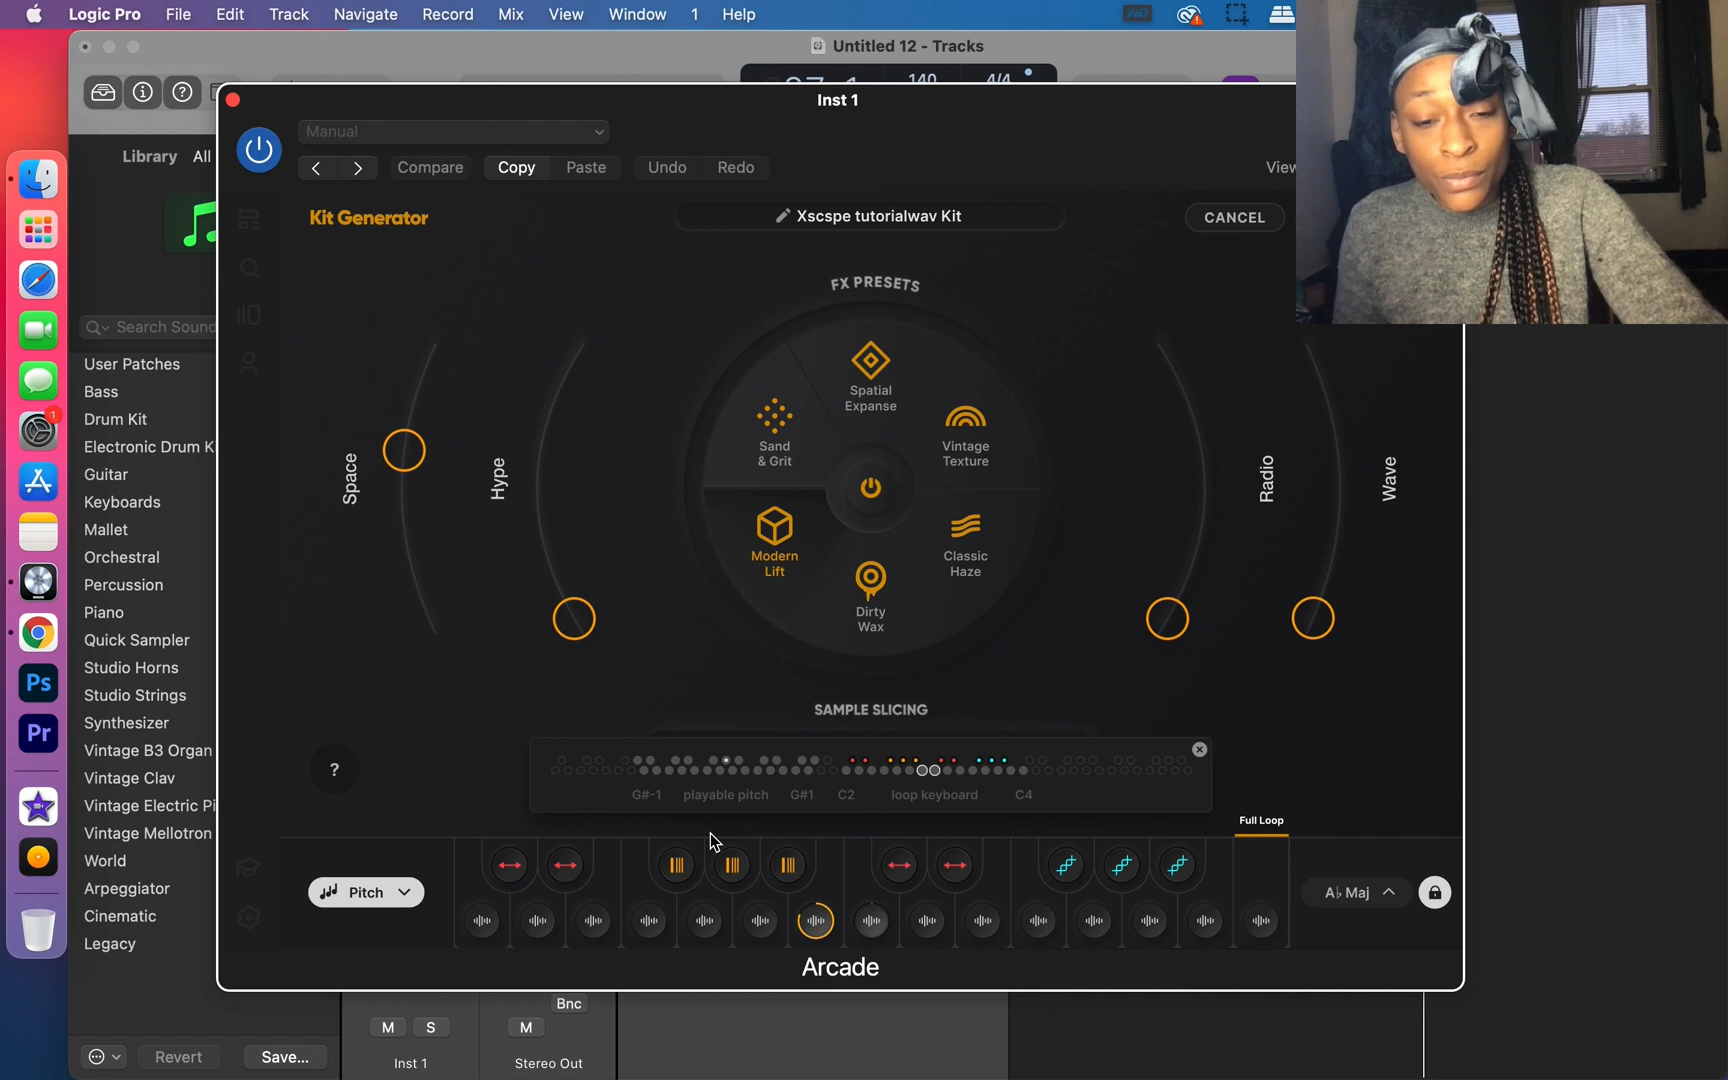 Logic Pro File Edit Track Navigate Record Mix View Window 1 Help
Untitled 12 - Tracks
140 4/4
Inst 1
Manual
Compare Copy Paste Undo Redo View
Library All
Kit Generator
Xscspe tutorialwav Kit
CANCEL
FX PRESETS
Search Sound
User Patches
Bass
Drum Kit
Electronic Drum Ki
Guitar
Keyboards
Mallet
Orchestral
Percussion
Piano
Quick Sampler
Studio Horns
Studio Strings
Synthesizer
Vintage B3 Organ
Vintage Clav
Vintage Electric Pi
Vintage Mellotron
World
Arpeggiator
Cinematic
Legacy
Space
Hype
Spatial
Expanse
Sand
& Grit
Vintage
Texture
Modern
Lift
Classic
Haze
Dirty
Wax
Radio
Wave
SAMPLE SLICING
?
G#-1 playable pitch G#1 C2 loop keyboard C4
Full Loop
Pitch
A♭ Maj
Arcade
Bnc
M S M
Inst 1 Stereo Out
Revert Save...
Ps
Pr
1